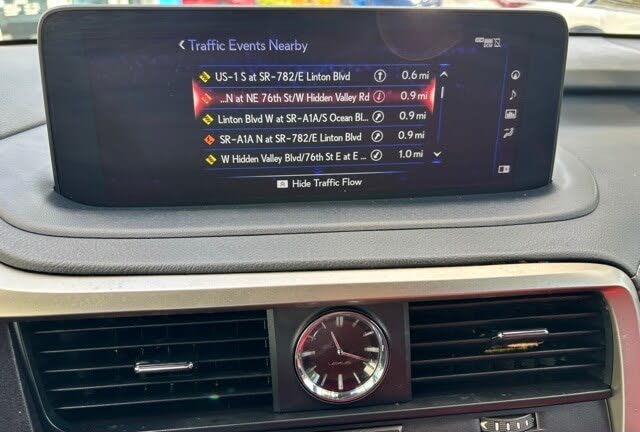 Traffic Events Nearby
US-1 S at SR-782/E Linton Blvd 0.6 mi
...N at NE 76th St/W Hidden Valley Rd 0.9 mi
Linton Blvd W at SR-A1A/S Ocean Bl... 0.9 mi
SR-A1A N at SR-782/E Linton Blvd 0.9 mi
W Hidden Valley Blvd/76th St E at E ... 1.0 mi
Hide Traffic Flow
LEXUS